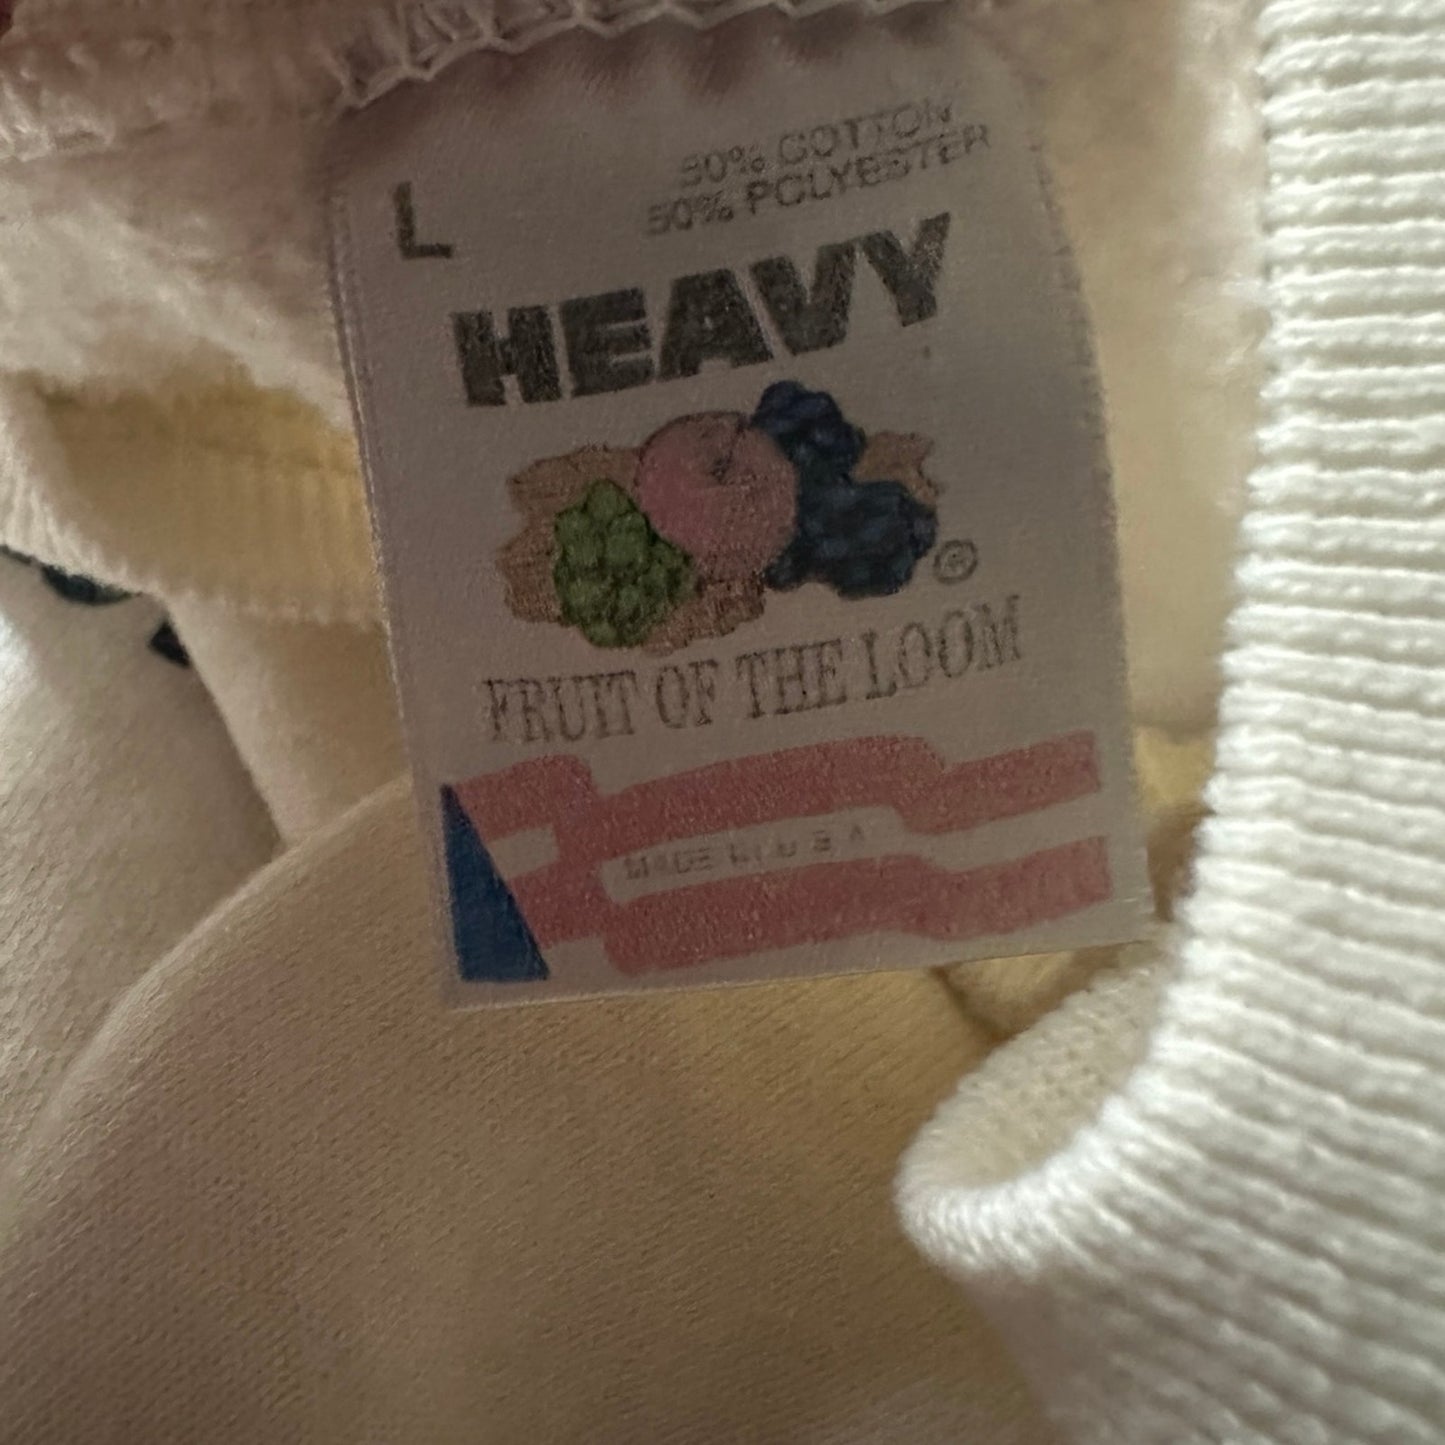 L
50% COTTON
50% POLYESTER
HEAVY
®
FRUIT OF THE LOOM
MADE IN U S A